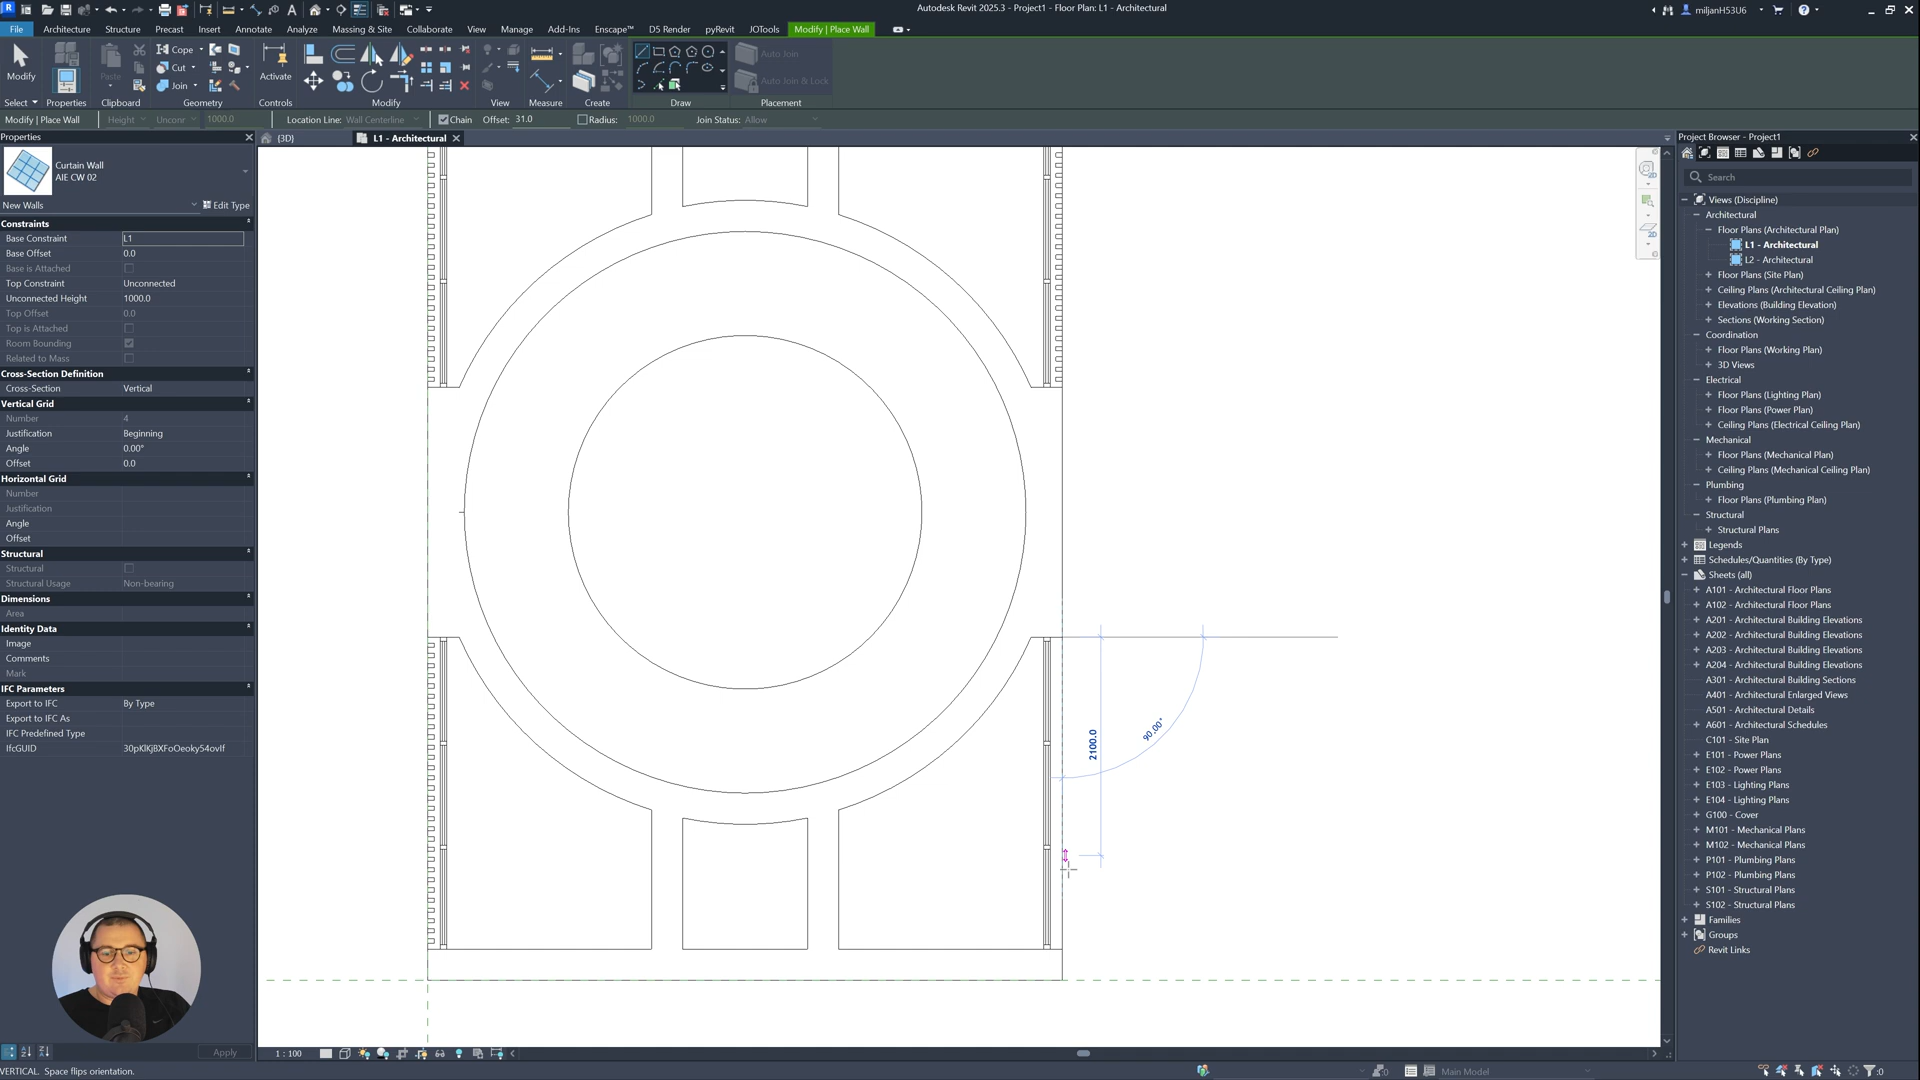 Autodesk Revit 2025.3 - Project1 - Floor Plan: L1 - Architectural
miljanH53U6
File
Architecture
Structure
Precast
Insert
Annotate
Analyze
Massing & Site
Collaborate
View
Manage
Add-Ins
Enscape™
D5 Render
pyRevit
JOTools
Modify | Place Wall
Modify
Properties
Paste
Cope
Cut
Join
Activate
Auto Join
Auto Join & Lock
Select
Properties
Clipboard
Geometry
Controls
Modify
View
Measure
Create
Draw
Placement
Modify | Place Wall
Height
Unconr
1000.0
Location Line:
Wall Centerline
Chain
Offset:
31.0
Radius:
1000.0
Join Status:
Allow
Properties
{3D}
L1 - Architectural
Curtain Wall
AIE CW 02
New Walls
Edit Type
Constraints
Base Constraint
L1
Base Offset
0.0
Base is Attached
Top Constraint
Unconnected
Unconnected Height
1000.0
Top Offset
0.0
Top is Attached
Room Bounding
Related to Mass
Cross-Section Definition
Cross-Section
Vertical
Vertical Grid
Number
4
Justification
Beginning
Angle
0.00°
Offset
0.0
Horizontal Grid
Number
Justification
Angle
Offset
Structural
Structural
Structural Usage
Non-bearing
Dimensions
Area
Identity Data
Image
Comments
Mark
IFC Parameters
Export to IFC
By Type
Export to IFC As
IFC Predefined Type
IfcGUID
Apply
2100.0
90.00°
Project Browser - Project1
Search
Views (Discipline)
Architectural
Floor Plans (Architectural Plan)
L1 - Architectural
L2 - Architectural
Floor Plans (Site Plan)
Ceiling Plans (Architectural Ceiling Plan)
Elevations (Building Elevation)
Sections (Working Section)
Coordination
Floor Plans (Working Plan)
3D Views
Electrical
Floor Plans (Lighting Plan)
Floor Plans (Power Plan)
Ceiling Plans (Electrical Ceiling Plan)
Mechanical
Floor Plans (Mechanical Plan)
Ceiling Plans (Mechanical Ceiling Plan)
Plumbing
Floor Plans (Plumbing Plan)
Structural
Structural Plans
Legends
Schedules/Quantities (By Type)
Sheets (all)
A101 - Architectural Floor Plans
A102 - Architectural Floor Plans
A201 - Architectural Building Elevations
A202 - Architectural Building Elevations
A203 - Architectural Building Elevations
A204 - Architectural Building Elevations
A301 - Architectural Building Sections
A401 - Architectural Enlarged Views
A501 - Architectural Details
A601 - Architectural Schedules
C101 - Site Plan
E101 - Power Plans
E102 - Power Plans
E103 - Lighting Plans
E104 - Lighting Plans
G100 - Cover
M101 - Mechanical Plans
M102 - Mechanical Plans
P101 - Plumbing Plans
P102 - Plumbing Plans
S101 - Structural Plans
S102 - Structural Plans
Families
Groups
Revit Links
1 : 100
VERTICAL. Space flips orientation.
:0
Main Model
:0